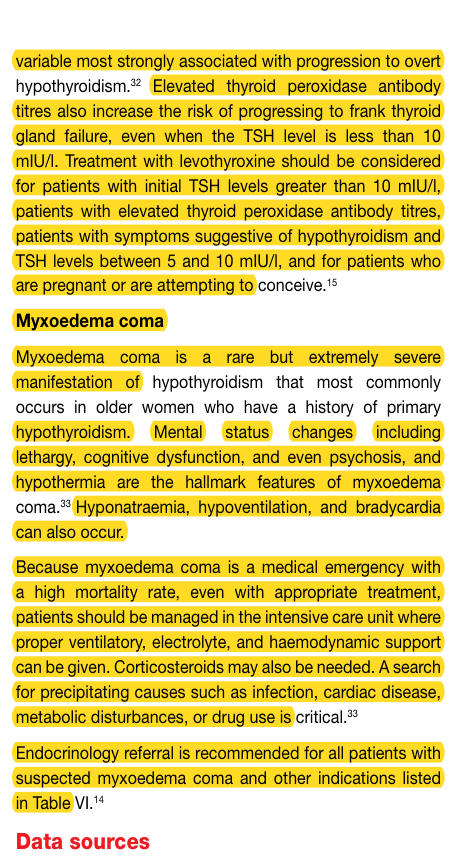 variable most strongly associated with progression to overt
hypothyroidism.³² Elevated thyroid peroxidase antibody
titres also increase the risk of progressing to frank thyroid
gland failure, even when the TSH level is less than 10
mIU/l. Treatment with levothyroxine should be considered
for patients with initial TSH levels greater than 10 mIU/l,
patients with elevated thyroid peroxidase antibody titres,
patients with symptoms suggestive of hypothyroidism and
TSH levels between 5 and 10 mIU/l, and for patients who
are pregnant or are attempting to conceive.¹⁵
Myxoedema coma
Myxoedema coma is a rare but extremely severe
manifestation of hypothyroidism that most commonly
occurs in older women who have a history of primary
hypothyroidism. Mental status changes including
lethargy, cognitive dysfunction, and even psychosis, and
hypothermia are the hallmark features of myxoedema
coma.³³ Hyponatraemia, hypoventilation, and bradycardia
can also occur.
Because myxoedema coma is a medical emergency with
a high mortality rate, even with appropriate treatment,
patients should be managed in the intensive care unit where
proper ventilatory, electrolyte, and haemodynamic support
can be given. Corticosteroids may also be needed. A search
for precipitating causes such as infection, cardiac disease,
metabolic disturbances, or drug use is critical.³³
Endocrinology referral is recommended for all patients with
suspected myxoedema coma and other indications listed
in Table VI.¹⁴
Data sources